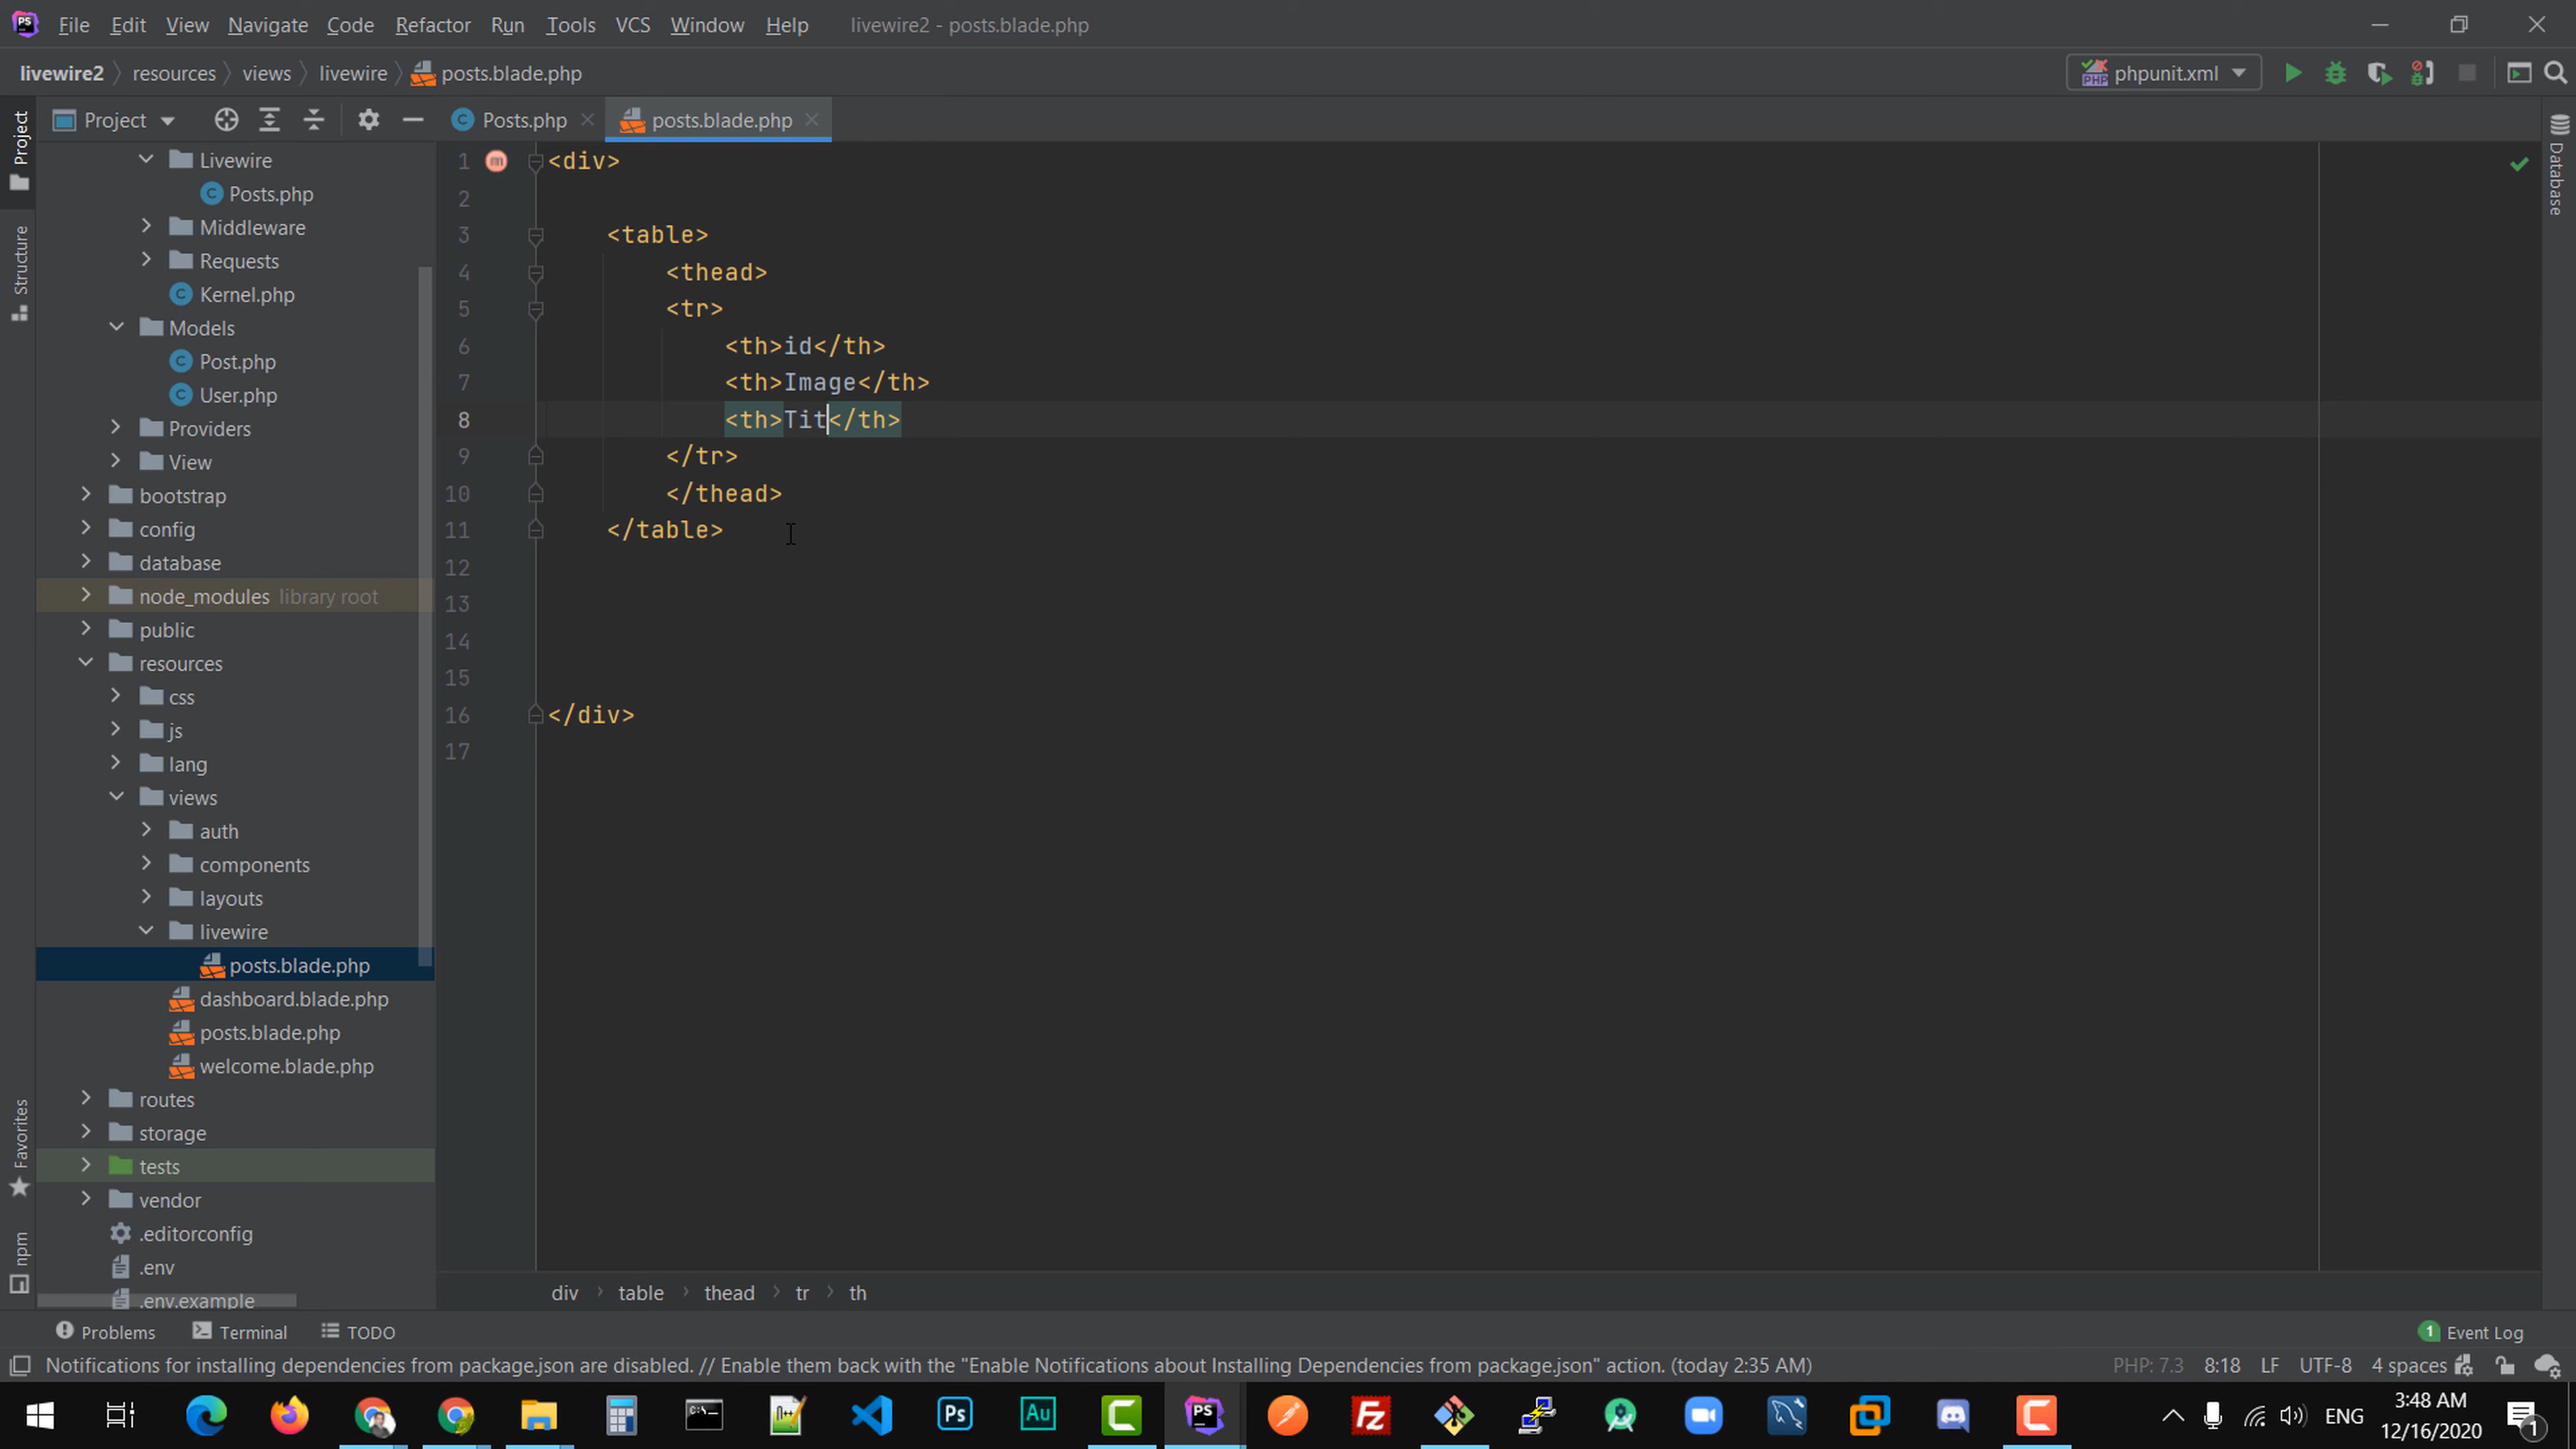 File Edit View Navigate Code Refactor Run Tools VCS Window Help livewire2 - posts.blade.php
livewire2 resources views livewire posts.blade.php phpunit.xml
Project Posts.php posts.blade.php
Project
Structure
Favorites
npm
Livewire
Posts.php
Middleware
Requests
Kernel.php
Models
Post.php
User.php
Providers
View
bootstrap
config
database
node_modules library root
public
resources
css
js
lang
views
auth
components
layouts
livewire
posts.blade.php
dashboard.blade.php
posts.blade.php
welcome.blade.php
routes
storage
tests
vendor
.editorconfig
.env
.env.example
1 <div>
2
3 <table>
4 <thead>
5 <tr>
6 <th>id</th>
7 <th>Image</th>
8 <th>Tit</th>
9 </tr>
10 </thead>
11 </table>
12
13
14
15
16 </div>
17
Database
div table thead tr th
Problems Terminal TODO 1 Event Log
Notifications for installing dependencies from package.json are disabled. // Enable them back with the "Enable Notifications about Installing Dependencies from package.json" action. (today 2:35 AM) PHP: 7.3 8:18 LF UTF-8 4 spaces
ENG 3:48 AM
12/16/2020 1